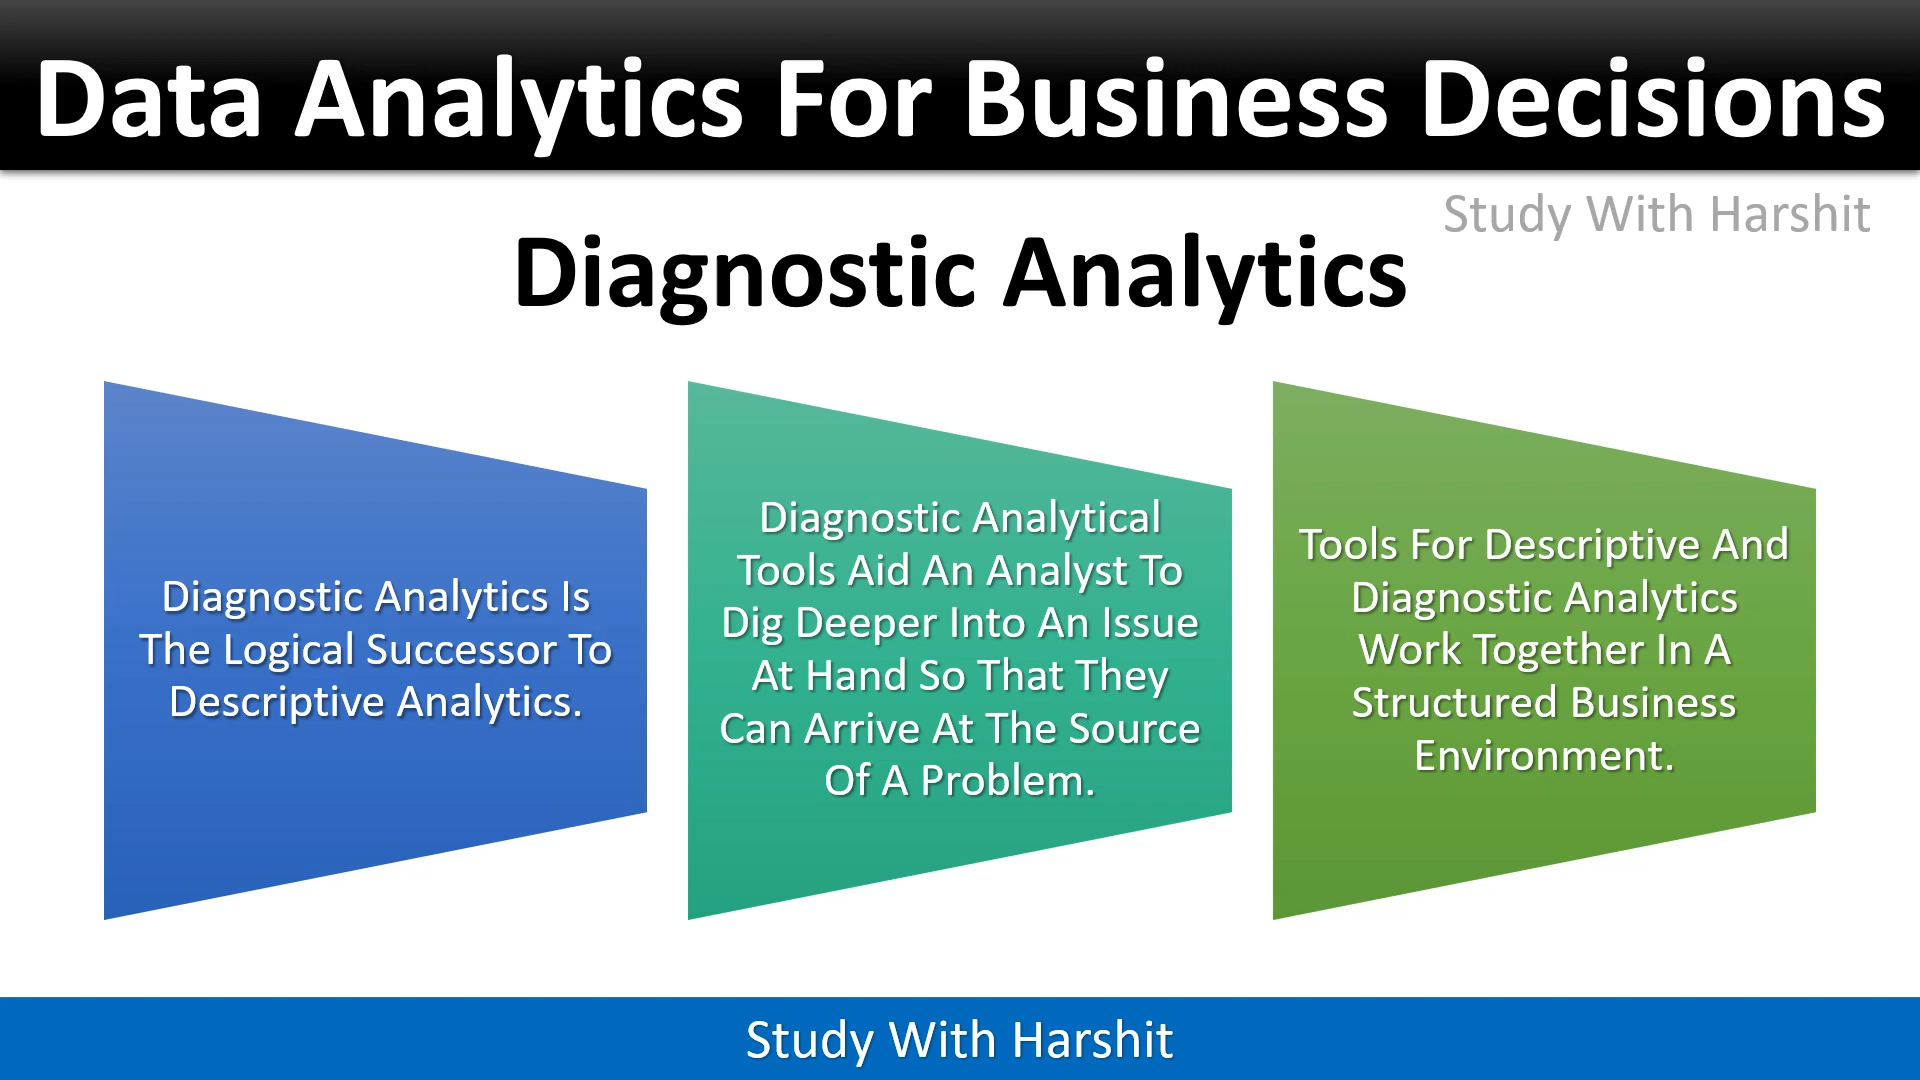 Data Analytics For Business Decisions
Study With Harshit
Diagnostic Analytics
Diagnostic Analytics Is
The Logical Successor To
Descriptive Analytics.
Diagnostic Analytical
Tools Aid An Analyst To
Dig Deeper Into An Issue
At Hand So That They
Can Arrive At The Source
Of A Problem.
Tools For Descriptive And
Diagnostic Analytics
Work Together In A
Structured Business
Environment.
Study With Harshit